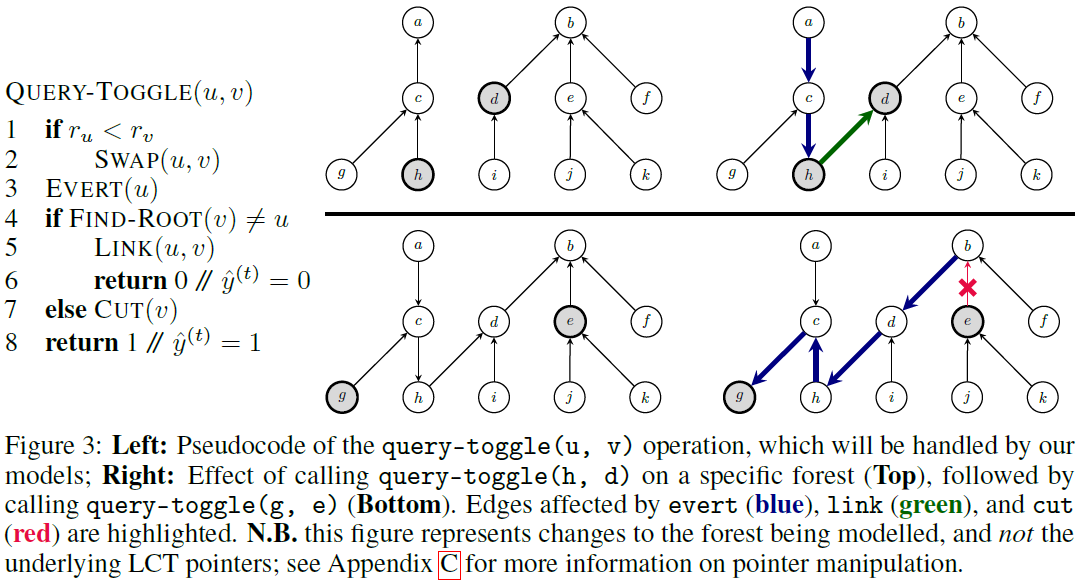 QUERY-TOGGLE(u, v)
1 if r_u < r_v
2 SWAP(u, v)
3 EVERT(u)
4 if FIND-ROOT(v) ≠ u
5 LINK(u, v)
6 return 0 // ŷ^(t) = 0
7 else CUT(v)
8 return 1 // ŷ^(t) = 1
a b
c d e f
g h i j k
a b
c d e f
g h i j k
a b
c d e f
g h i j k
a b
c d e f
g h i j k
Figure 3: Left: Pseudocode of the query-toggle(u, v) operation, which will be handled by our
models; Right: Effect of calling query-toggle(h, d) on a specific forest (Top), followed by
calling query-toggle(g, e) (Bottom). Edges affected by evert (blue), link (green), and cut
(red) are highlighted. N.B. this figure represents changes to the forest being modelled, and not the
underlying LCT pointers; see Appendix C for more information on pointer manipulation.